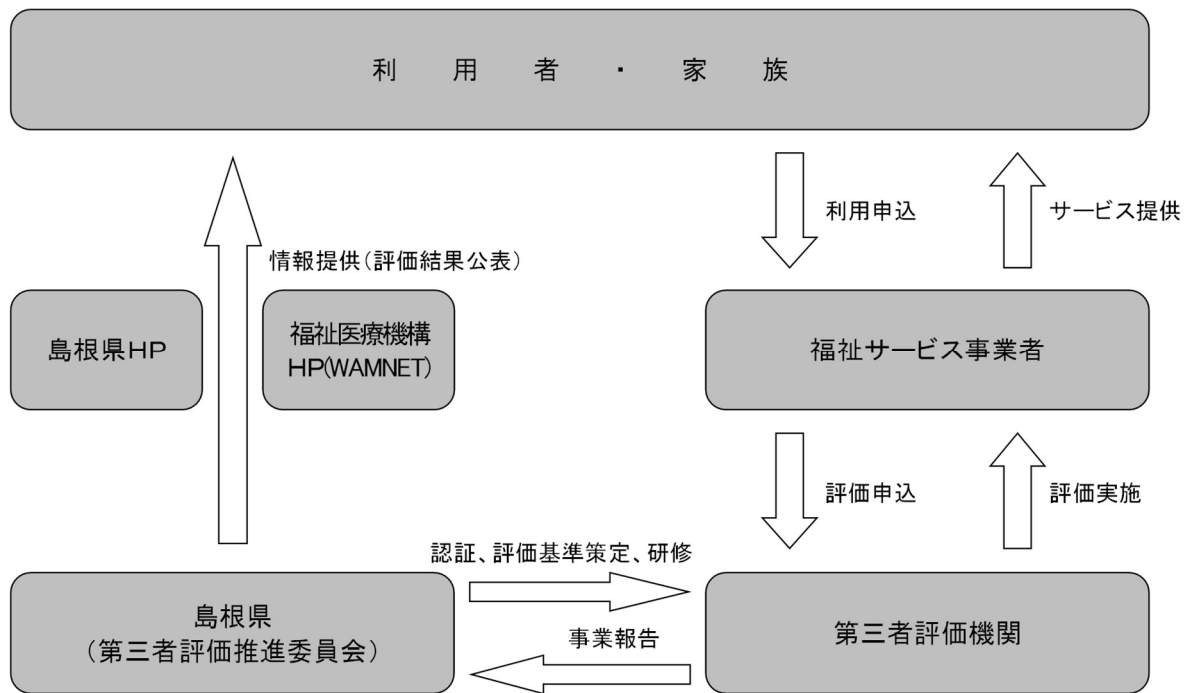 利用者・家族
利用申込
サービス提供
情報提供(評価結果公表)
島根県HP
福祉医療機構
HP(WAMNET)
福祉サービス事業者
評価申込
評価実施
認証、評価基準策定、研修
島根県
(第三者評価推進委員会)
事業報告
第三者評価機関